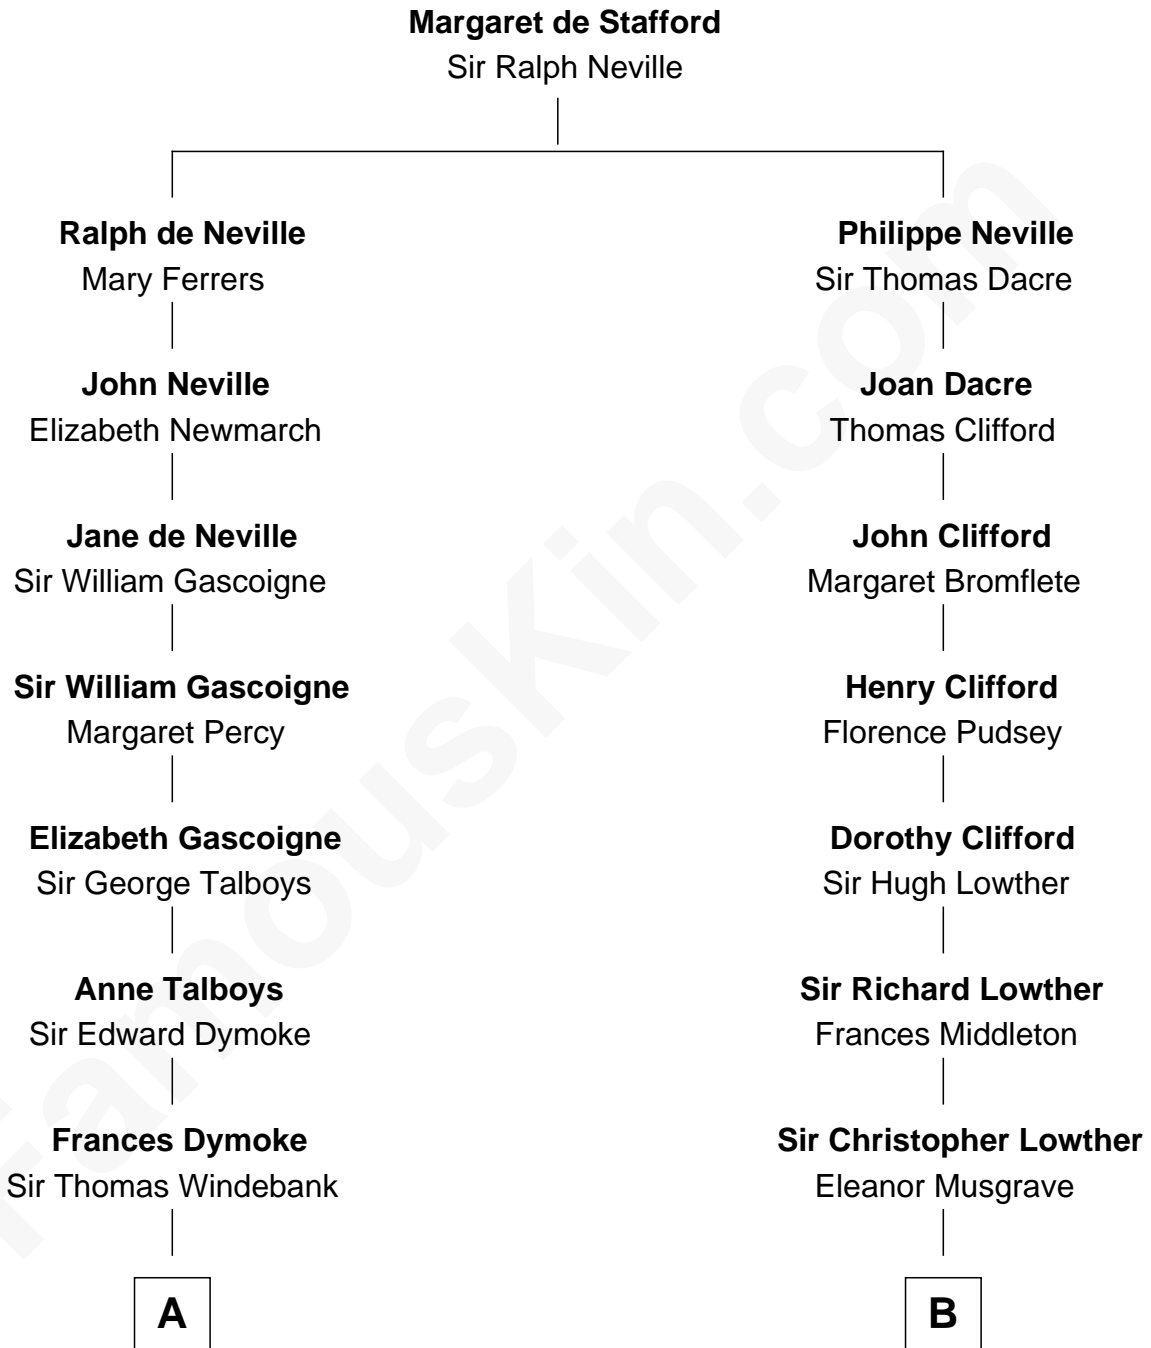 Margaret de Stafford
Sir Ralph Neville
Ralph de Neville
Mary Ferrers
John Neville
Elizabeth Newmarch
Jane de Neville
Sir William Gascoigne
Sir William Gascoigne
Margaret Percy
Elizabeth Gascoigne
Sir George Talboys
Anne Talboys
Sir Edward Dymoke
Frances Dymoke
Sir Thomas Windebank
A
Philippe Neville
Sir Thomas Dacre
Joan Dacre
Thomas Clifford
John Clifford
Margaret Bromflete
Henry Clifford
Florence Pudsey
Dorothy Clifford
Sir Hugh Lowther
Sir Richard Lowther
Frances Middleton
Sir Christopher Lowther
Eleanor Musgrave
B
FamousKin.com